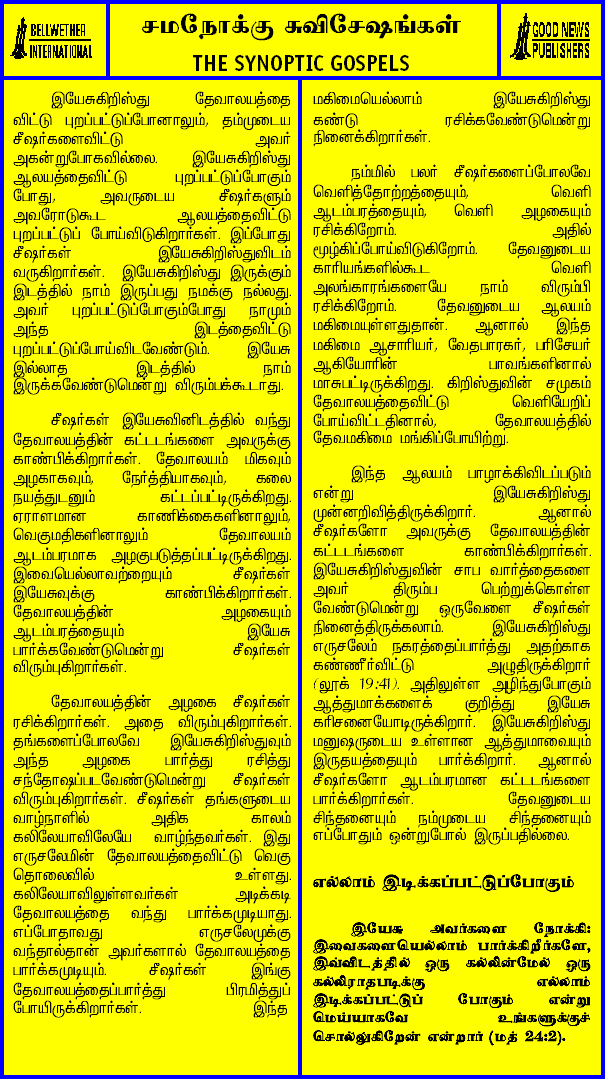 BELLWETHER
INTERNATIONAL
சமநோக்கு சுவிசேஷங்கள்
THE SYNOPTIC GOSPELS
GOOD NEWS
PUBLISHERS
இயேசுகிறிஸ்து தேவாலயத்தை
விட்டு புறப்பட்டுப்போனாலும், தம்முடைய
சீஷர்களைவிட்டு அவர்
அகன்றுபோகவில்லை. இயேசுகிறிஸ்து
ஆலயத்தைவிட்டு புறப்பட்டுப்போகும்
போது, அவருடைய சீஷர்களும்
அவரோடுகூட ஆலயத்தைவிட்டு
புறப்பட்டுப் போய்விடுகிறார்கள். இப்போது
சீஷர்கள் இயேசுகிறிஸ்துவிடம்
வருகிறார்கள். இயேசுகிறிஸ்து இருக்கும்
இடத்தில் நாம் இருப்பது நமக்கு நல்லது.
அவர் புறப்பட்டுப்போகும்போது நாமும்
அந்த இடத்தைவிட்டு
புறப்பட்டுப்போய்விடவேண்டும். இயேசு
இல்லாத இடத்தில் நாம்
இருக்கவேண்டுமென்று விரும்பக்கூடாது.
சீஷர்கள் இயேசுவினிடத்தில் வந்து
தேவாலயத்தின் கட்டடங்களை அவருக்கு
காண்பிக்கிறார்கள். தேவாலயம் மிகவும்
அழகாகவும், நேர்த்தியாகவும், கலை
நயத்துடனும் கட்டப்பட்டிருக்கிறது.
ஏராளமான காணிக்கைகளினாலும்,
வெகுமதிகளினாலும் தேவாலயம்
ஆடம்பரமாக அழகுபடுத்தப்பட்டிருக்கிறது.
இவையெல்லாவற்றையும் சீஷர்கள்
இயேசுவுக்கு காண்பிக்கிறார்கள்.
தேவாலயத்தின் அழகையும்
ஆடம்பரத்தையும் இயேசு
பார்க்கவேண்டுமென்று சீஷர்கள்
விரும்புகிறார்கள்.
தேவாலயத்தின் அழகை சீஷர்கள்
ரசிக்கிறார்கள். அதை விரும்புகிறார்கள்.
தங்களைப்போலவே இயேசுகிறிஸ்துவும்
அந்த அழகை பார்த்து ரசித்து
சந்தோஷப்படவேண்டுமென்று சீஷர்கள்
விரும்புகிறார்கள். சீஷர்கள் தங்களுடைய
வாழ்நாளில் அதிக காலம்
கலிலேயாவிலேயே வாழ்ந்தவர்கள். இது
எருசலேமின் தேவாலயத்தைவிட்டு வெகு
தொலைவில் உள்ளது.
கலிலேயாவிலுள்ளவர்கள் அடிக்கடி
தேவாலயத்தை வந்து பார்க்கமுடியாது.
எப்போதாவது எருசலேமுக்கு
வந்தால்தான் அவர்களால் தேவாலயத்தை
பார்க்கமுடியும். சீஷர்கள் இங்கு
தேவாலயத்தைப்பார்த்து பிரமித்துப்
போயிருக்கிறார்கள். இந்த
மகிமையெல்லாம் இயேசுகிறிஸ்து
கண்டு ரசிக்கவேண்டுமென்று
நினைக்கிறார்கள்.
நம்மில் பலர் சீஷர்களைப்போலவே
வெளித்தோற்றத்தையும், வெளி
ஆடம்பரத்தையும், வெளி அழகையும்
ரசிக்கிறோம். அதில்
மூழ்கிப்போய்விடுகிறோம். தேவனுடைய
காரியங்களில்கூட வெளி
அலங்காரங்களையே நாம் விரும்பி
ரசிக்கிறோம். தேவனுடைய ஆலயம்
மகிமையுள்ளதுதான். ஆனால் இந்த
மகிமை ஆசாரியர், வேதபாரகர், பரிசேயர்
ஆகியோரின் பாவங்களினால்
மாசுபட்டிருக்கிறது. கிறிஸ்துவின் சமுகம்
தேவாலயத்தைவிட்டு வெளியேறிப்
போய்விட்டதினால், தேவாலயத்தில்
தேவமகிமை மங்கிப்போயிற்று.
இந்த ஆலயம் பாழாக்கிவிடப்படும்
என்று இயேசுகிறிஸ்து
முன்னறிவித்திருக்கிறார். ஆனால்
சீஷர்களோ அவருக்கு தேவாலயத்தின்
கட்டடங்களை காண்பிக்கிறார்கள்.
இயேசுகிறிஸ்துவின் சாப வார்த்தைகளை
அவர் திரும்ப பெற்றுக்கொள்ள
வேண்டுமென்று ஒருவேளை சீஷர்கள்
நினைத்திருக்கலாம். இயேசுகிறிஸ்து
எருசலேம் நகரத்தைப்பார்த்து அதற்காக
கண்ணீர்விட்டு அழுதிருக்கிறார்
(லூக் 19:41). அதிலுள்ள அழிந்துபோகும்
ஆத்துமாக்களைக் குறித்து இயேசு
கரிசனையோடிருக்கிறார். இயேசுகிறிஸ்து
மனுஷருடைய உள்ளான ஆத்துமாவையும்
இருதயத்தையும் பார்க்கிறார். ஆனால்
சீஷர்களோ ஆடம்பரமான கட்டடங்களை
பார்க்கிறார்கள். தேவனுடைய
சிந்தனையும் நம்முடைய சிந்தனையும்
எப்போதும் ஒன்றுபோல் இருப்பதில்லை.
எல்லாம் இடிக்கப்பட்டுப்போகும்
இயேசு அவர்களை நோக்கி:
இவைகளையெல்லாம் பார்க்கிறீர்களே,
இவ்விடத்தில் ஒரு கல்லின்மேல் ஒரு
கல்லிராதபடிக்கு எல்லாம்
இடிக்கப்பட்டுப் போகும் என்று
மெய்யாகவே உங்களுக்குச்
சொல்லுகிறேன் என்றார் (மத் 24:2).